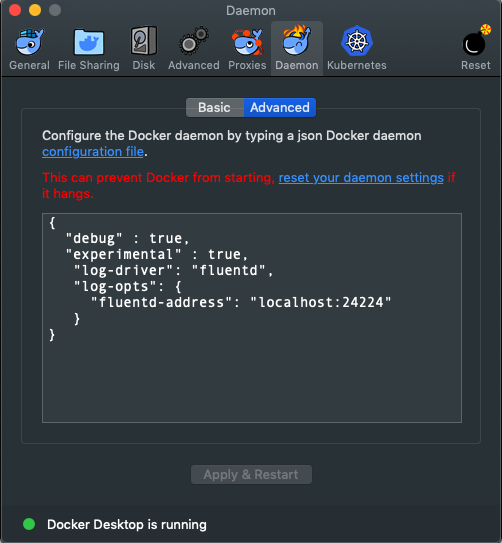 Daemon
General File Sharing Disk Advanced Proxies Daemon Kubernetes Reset
Basic Advanced
Configure the Docker daemon by typing a json Docker daemon
configuration file.
This can prevent Docker from starting, reset your daemon settings if
it hangs.
{
  "debug" : true,
  "experimental" : true,
   "log-driver": "fluentd",
   "log-opts": {
     "fluentd-address": "localhost:24224"
   }
}
Apply & Restart
Docker Desktop is running